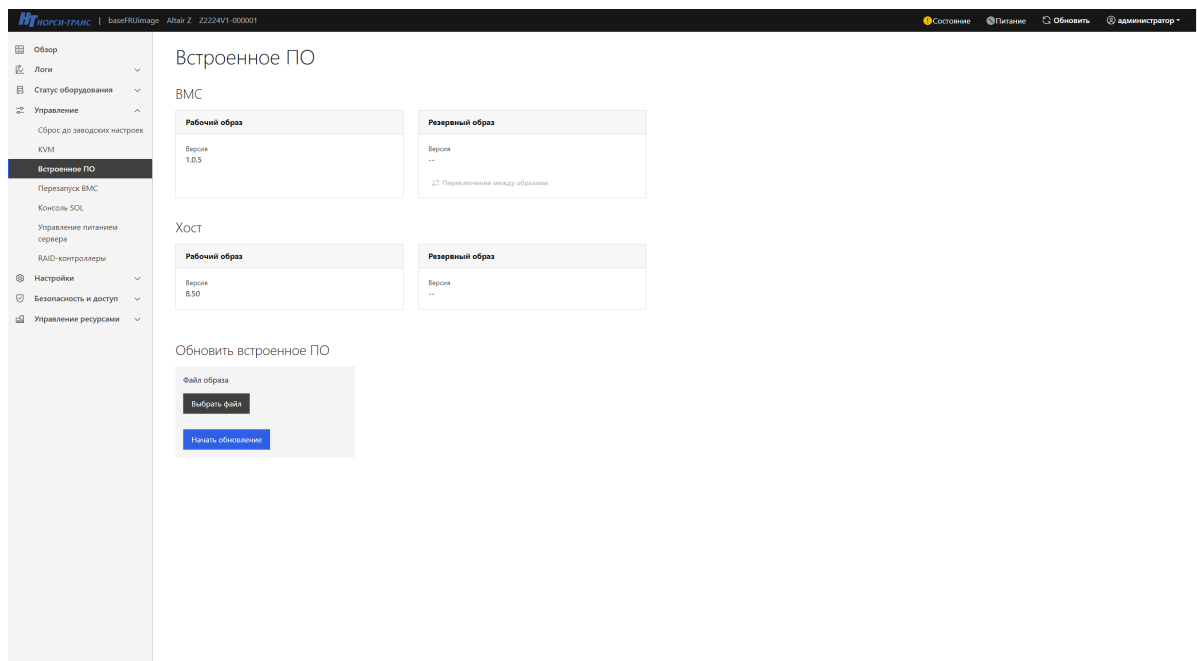 НТ НОРСИ-ТРАНС | baseFRUimage Altair Z Z2224V1-000001 Состояние Питание Обновить администратор
Обзор
Логи
Статус оборудования
Управление
Сброс до заводских настроек
KVM
Встроенное ПО
Перезапуск BMC
Консоль SOL
Управление питанием
сервера
RAID-контроллеры
Настройки
Безопасность и доступ
Управление ресурсами
Встроенное ПО
BMC
Рабочий образ
Версия
1.0.5
Резервный образ
Версия
--
Переключение между образами
Хост
Рабочий образ
Версия
8.50
Резервный образ
Версия
--
Обновить встроенное ПО
Файл образа
Выбрать файл
Начать обновление